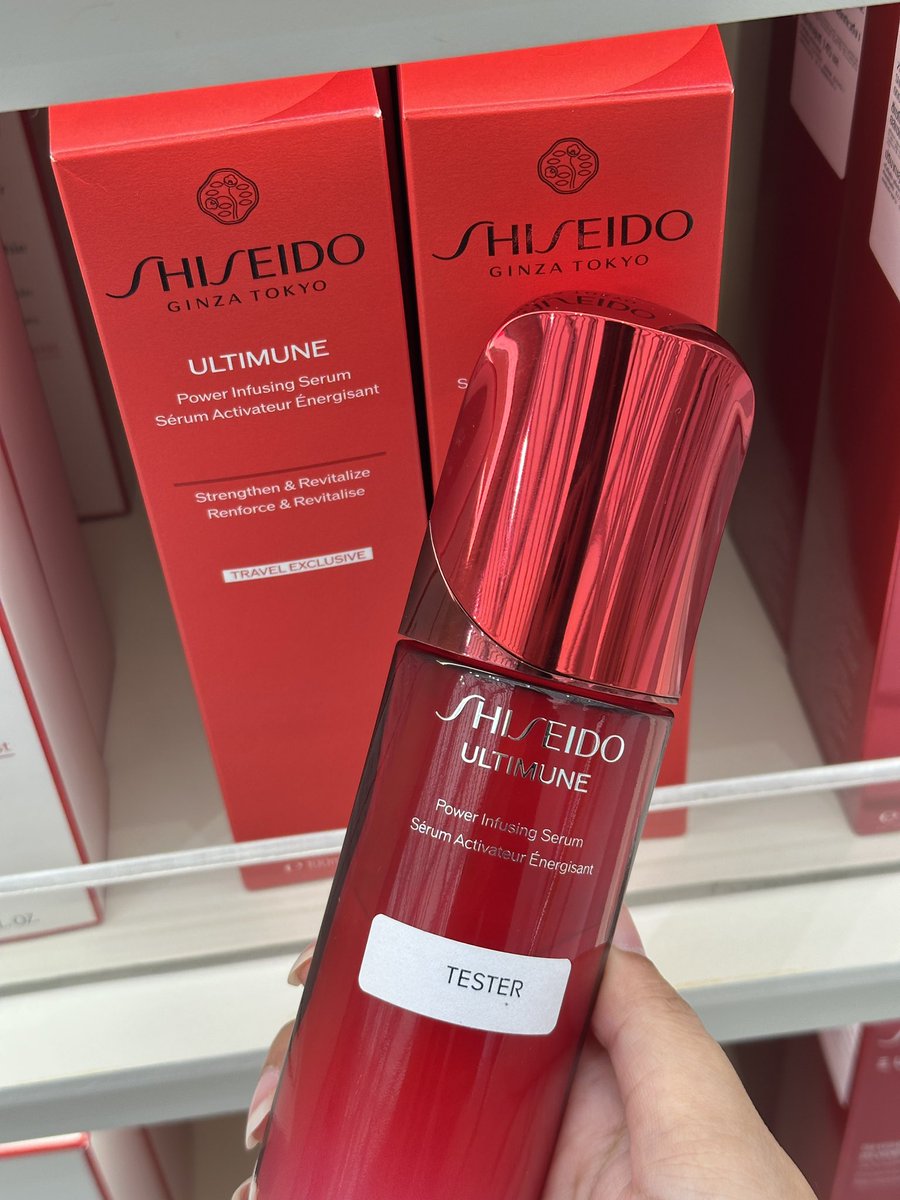 SHISEIDO
GINZA TOKYO
ULTIMUNE
Power Infusing Serum
Sérum Activateur Énergisant
Strengthen & Revitalize
Renforce & Revitalise
TRAVEL EXCLUSIVE
SHISEIDO
GINZA TOKYO
SHISEIDO
SHISEIDO
ULTIMUNE
Power Infusing Serum
Sérum Activateur Énergisant
TESTER